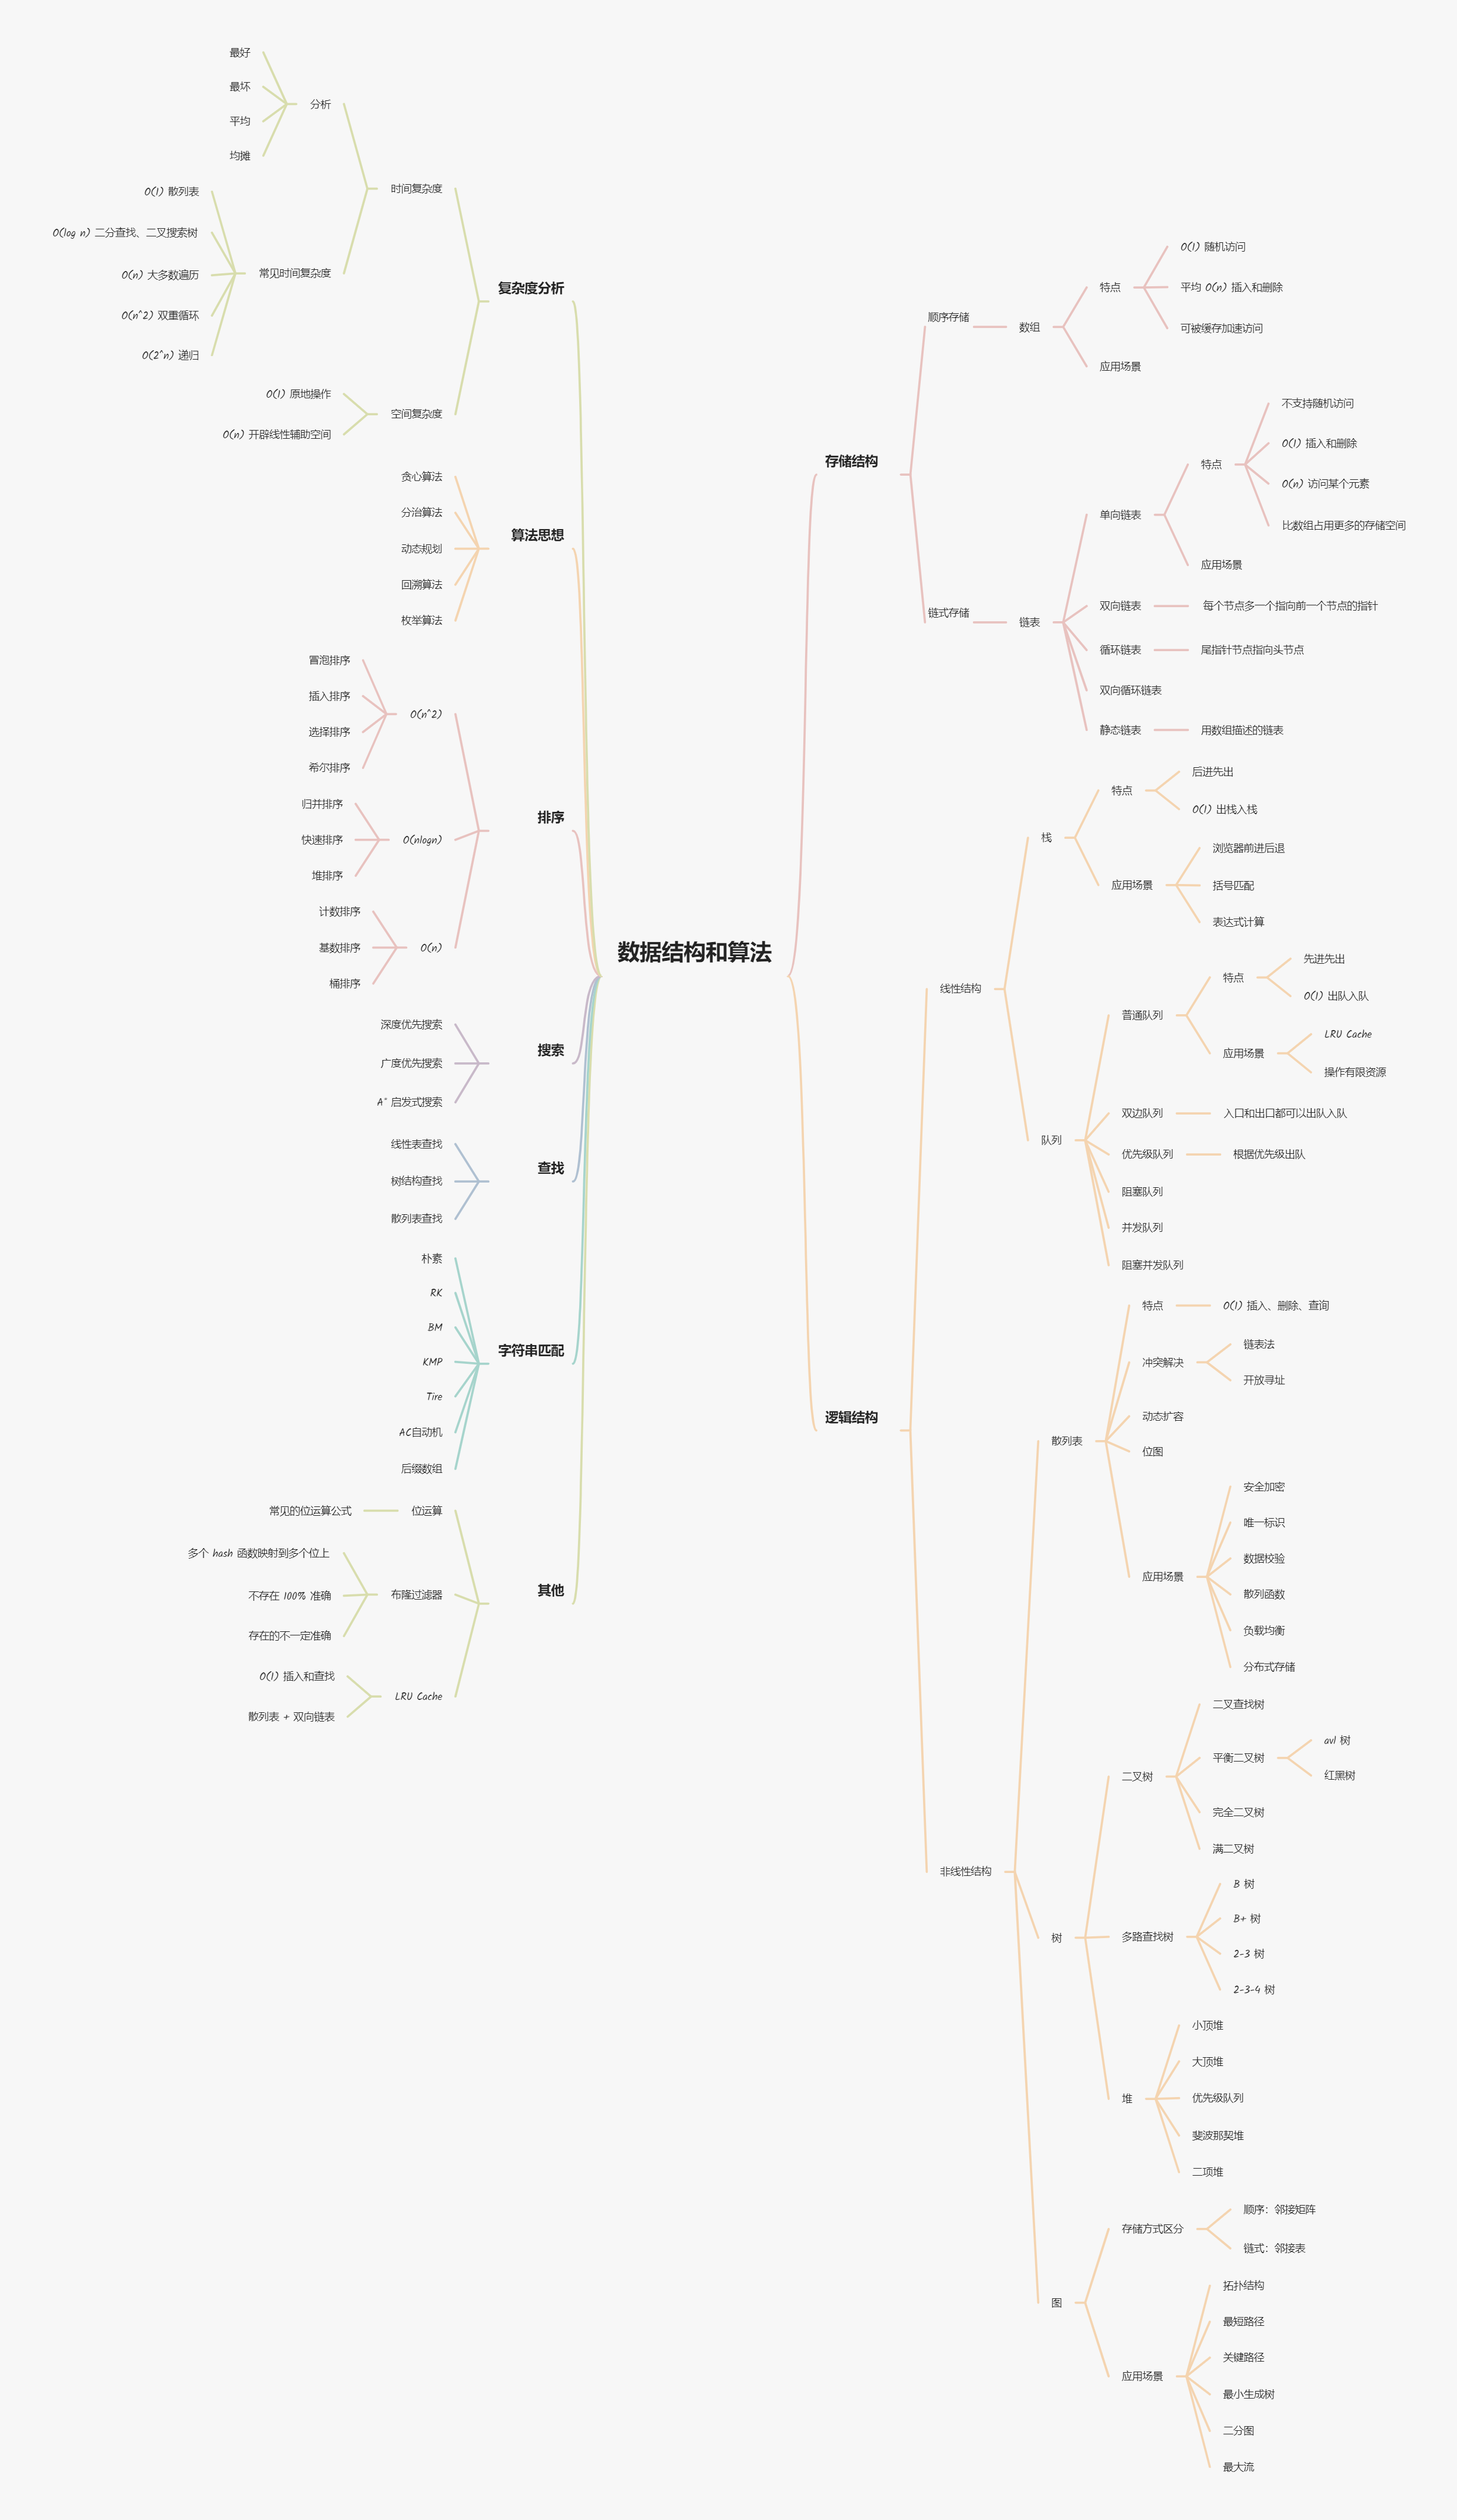 数据结构和算法
复杂度分析
时间复杂度
分析
最好
最坏
平均
均摊
常见时间复杂度
O(1) 散列表
O(log n) 二分查找、二叉搜索树
O(n) 大多数遍历
O(n^2) 双重循环
O(2^n) 递归
空间复杂度
O(1) 原地操作
O(n) 开辟线性辅助空间
算法思想
贪心算法
分治算法
动态规划
回溯算法
枚举算法
排序
O(n^2)
冒泡排序
插入排序
选择排序
希尔排序
O(nlogn)
归并排序
快速排序
堆排序
O(n)
计数排序
基数排序
桶排序
搜索
深度优先搜索
广度优先搜索
A* 启发式搜索
查找
线性表查找
树结构查找
散列表查找
字符串匹配
朴素
RK
BM
KMP
Tire
AC自动机
后缀数组
其他
位运算
常见的位运算公式
布隆过滤器
多个 hash 函数映射到多个位上
不存在 100% 准确
存在的不一定准确
LRU Cache
O(1) 插入和查找
散列表 + 双向链表
存储结构
顺序存储
数组
特点
O(1) 随机访问
平均 O(n) 插入和删除
可被缓存加速访问
应用场景
链式存储
链表
单向链表
特点
不支持随机访问
O(1) 插入和删除
O(n) 访问某个元素
比数组占用更多的存储空间
应用场景
双向链表
每个节点多一个指向前一个节点的指针
循环链表
尾指针节点指向头节点
双向循环链表
静态链表
用数组描述的链表
逻辑结构
线性结构
栈
特点
后进先出
O(1) 出栈入栈
应用场景
浏览器前进后退
括号匹配
表达式计算
队列
普通队列
特点
先进先出
O(1) 出队入队
应用场景
LRU Cache
操作有限资源
双边队列
入口和出口都可以出队入队
优先级队列
根据优先级出队
阻塞队列
并发队列
阻塞并发队列
非线性结构
散列表
特点
O(1) 插入、删除、查询
冲突解决
链表法
开放寻址
动态扩容
位图
应用场景
安全加密
唯一标识
数据校验
散列函数
负载均衡
分布式存储
树
二叉树
二叉查找树
平衡二叉树
avl 树
红黑树
完全二叉树
满二叉树
多路查找树
B 树
B+ 树
2-3 树
2-3-4 树
堆
小顶堆
大顶堆
优先级队列
斐波那契堆
二项堆
图
存储方式区分
顺序：邻接矩阵
链式：邻接表
应用场景
拓扑结构
最短路径
关键路径
最小生成树
二分图
最大流